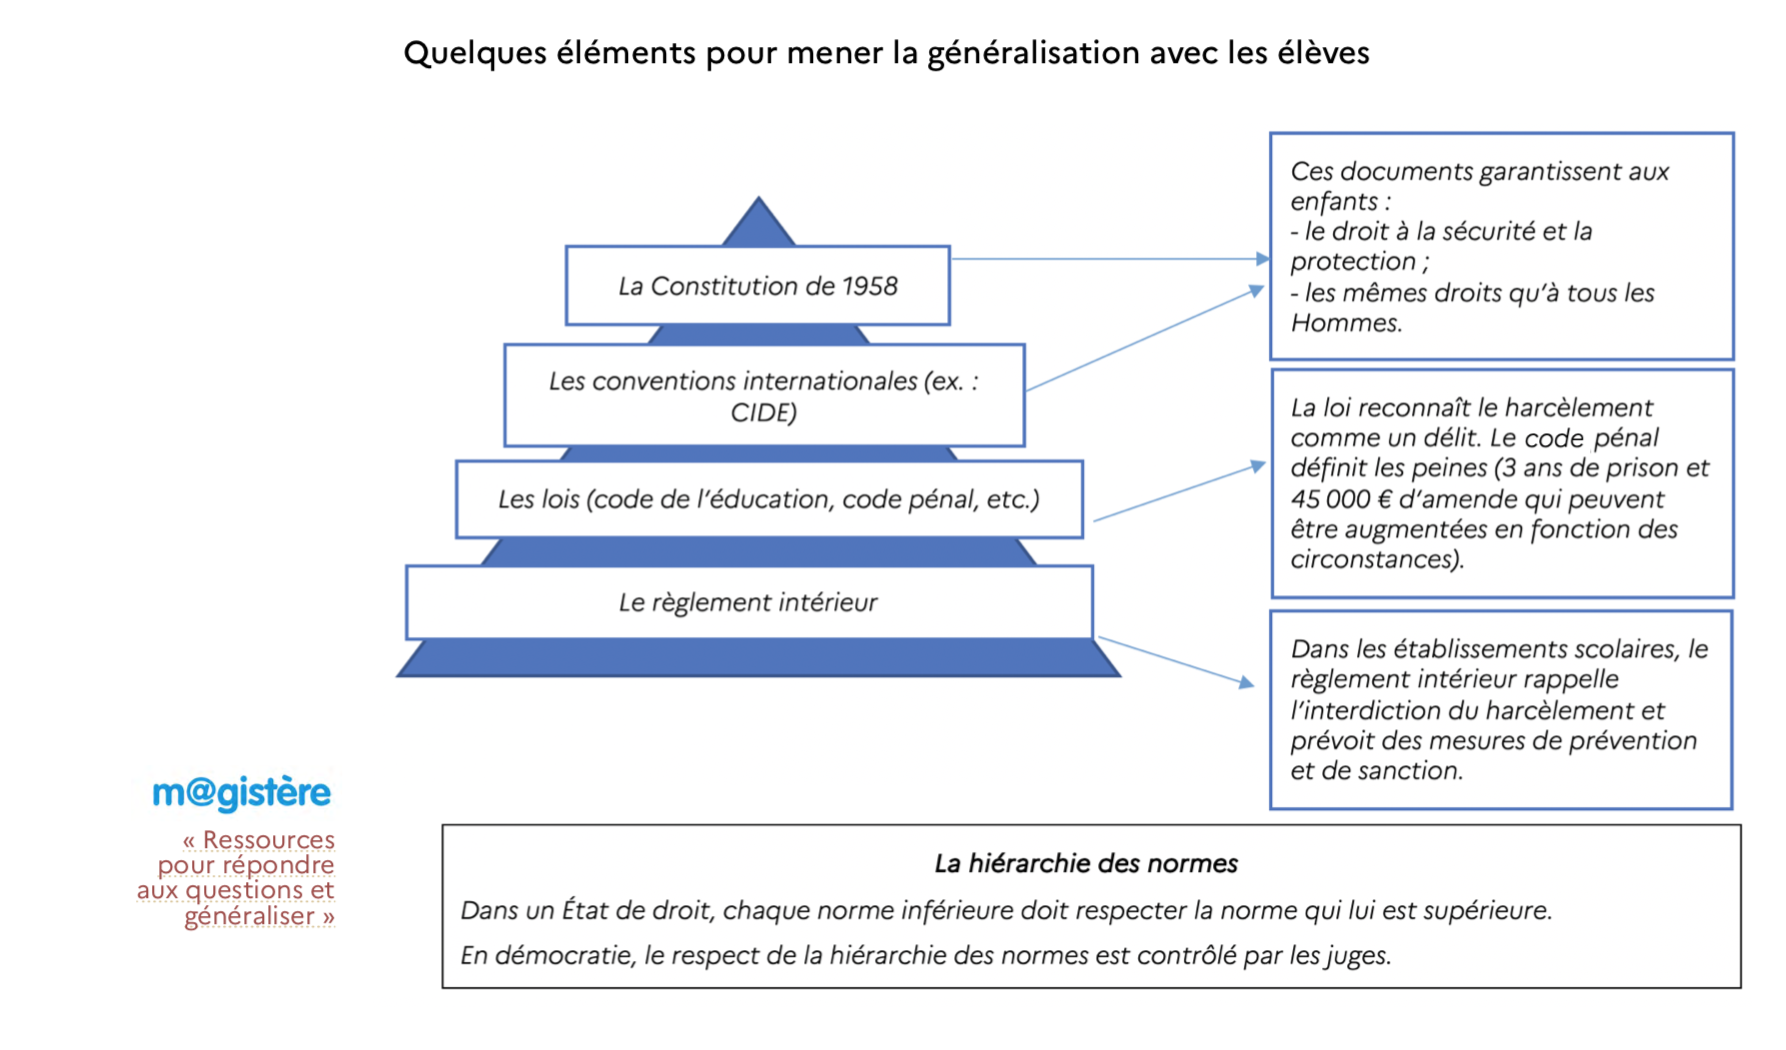 Quelques éléments pour mener la généralisation avec les élèves
La Constitution de 1958
Les conventions internationales (ex. :
CIDE)
Les lois (code de l’éducation, code pénal, etc.)
Le règlement intérieur
Ces documents garantissent aux
enfants :
- le droit à la sécurité et la
protection ;
- les mêmes droits qu’à tous les
Hommes.
La loi reconnaît le harcèlement
comme un délit. Le code pénal
définit les peines (3 ans de prison et
45 000 € d’amende qui peuvent
être augmentées en fonction des
circonstances).
Dans les établissements scolaires, le
règlement intérieur rappelle
l’interdiction du harcèlement et
prévoit des mesures de prévention
et de sanction.
m@gistère
« Ressources
pour répondre
aux questions et
généraliser »
La hiérarchie des normes
Dans un État de droit, chaque norme inférieure doit respecter la norme qui lui est supérieure.
En démocratie, le respect de la hiérarchie des normes est contrôlé par les juges.